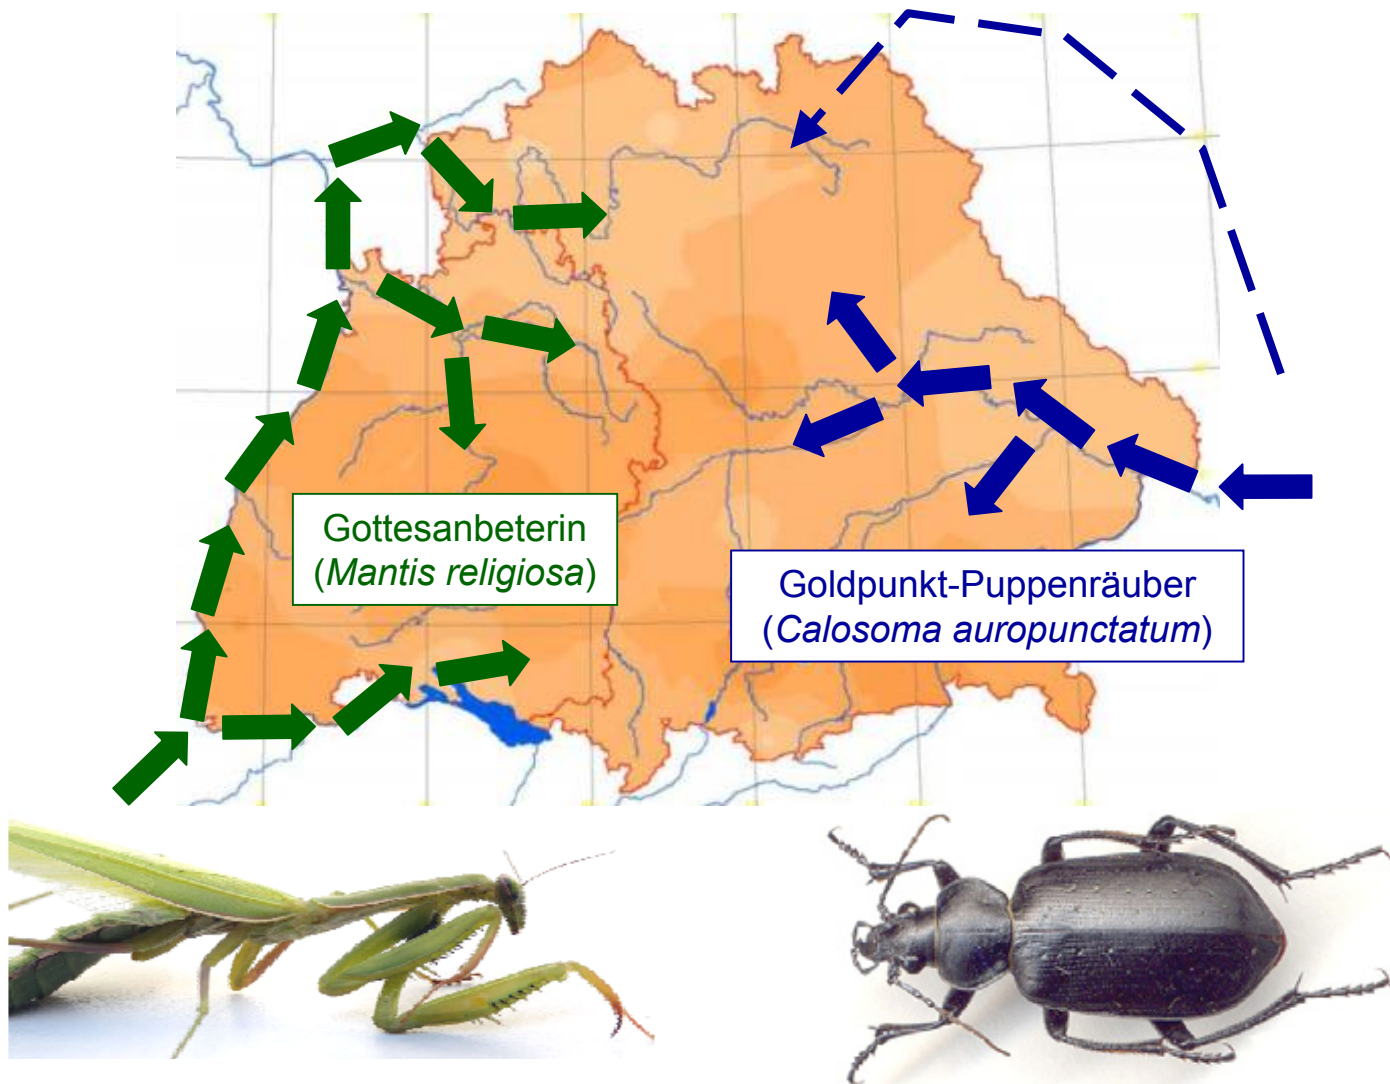 Gottesanbeterin
(Mantis religiosa)
Goldpunkt-Puppenräuber
(Calosoma auropunctatum)